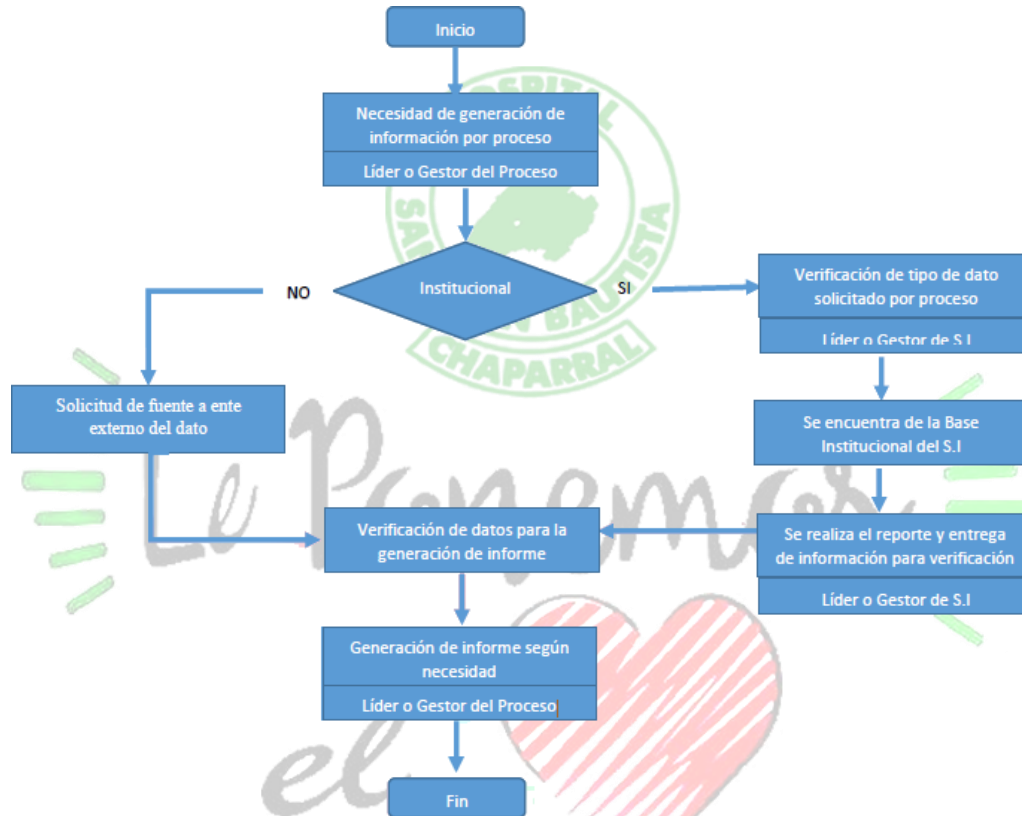 Inicio
HOSPITAL
SAN JUAN BAUTISTA
CHAPARRAL
Necesidad de generación de
información por proceso
Líder o Gestor del Proceso
Institucional
NO
SI
Verificación de tipo de dato
solicitado por proceso
Líder o Gestor de S.I
Solicitud de fuente a ente
externo del dato
Se encuentra de la Base
Institucional del S.I
Le Ponemos
Verificación de datos para la
generación de informe
Se realiza el reporte y entrega
de información para verificación
Líder o Gestor de S.I
Generación de informe según
necesidad
Líder o Gestor del Proceso
el
Fin